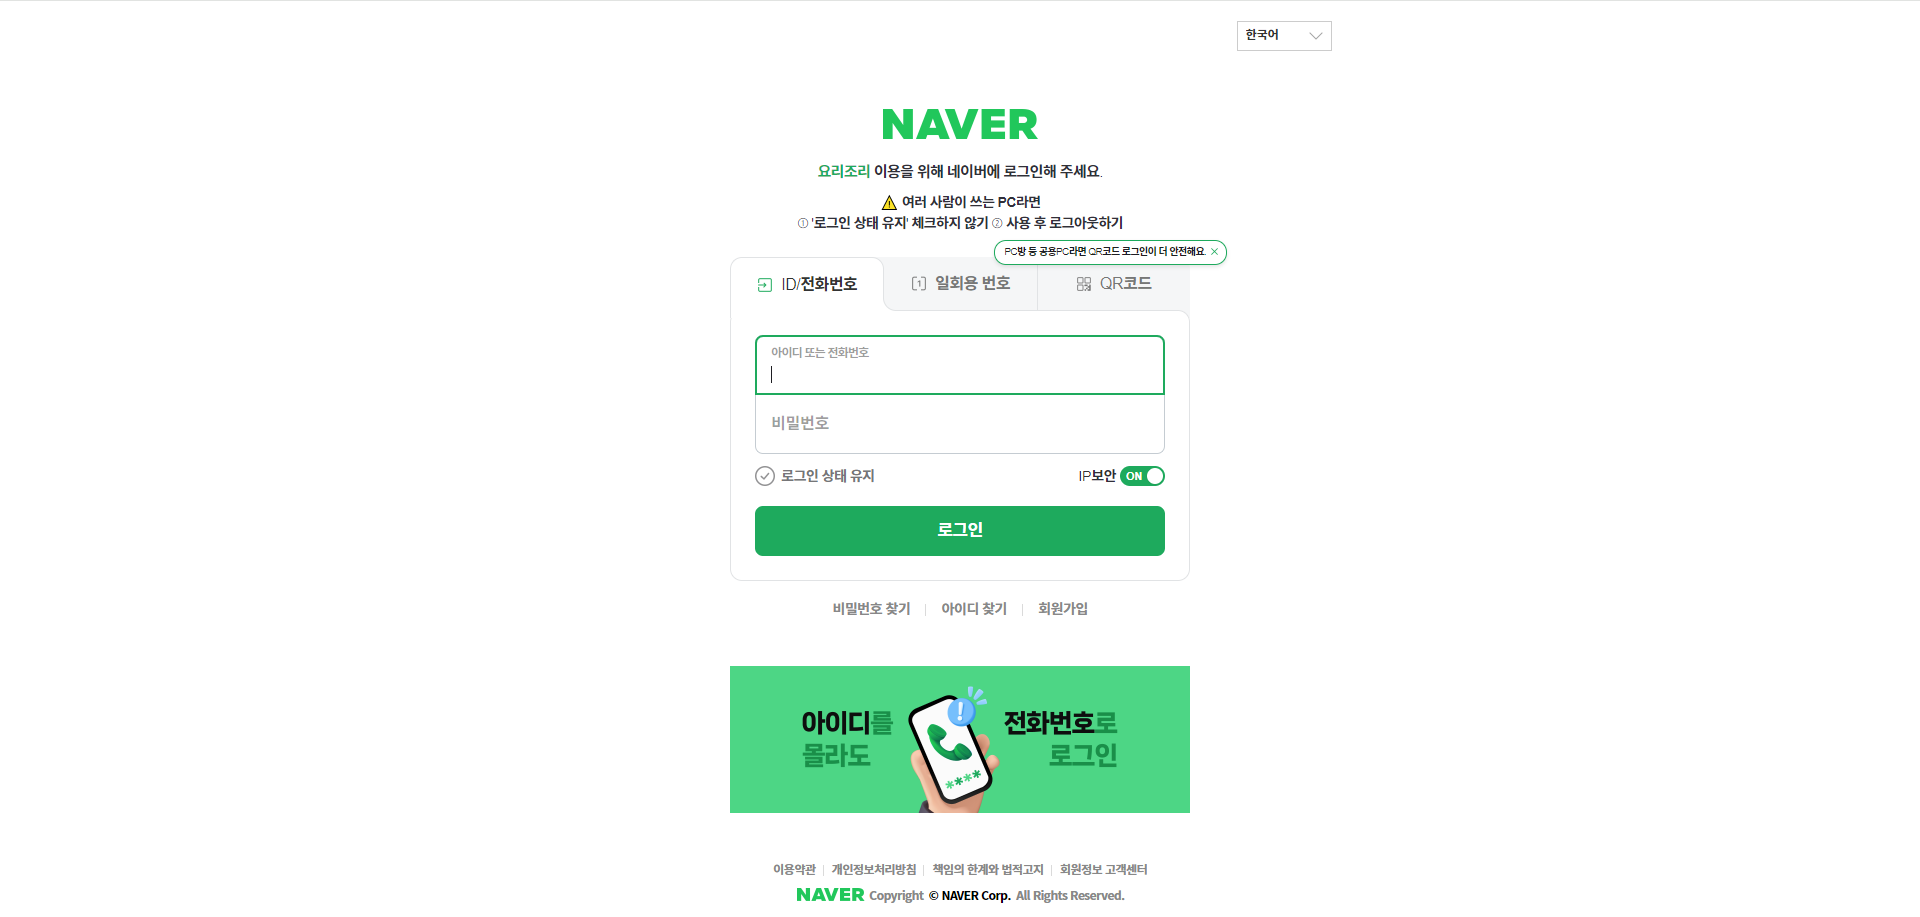 한국어
NAVER
요리조리 이용을 위해 네이버에 로그인해 주세요.
여러 사람이 쓰는 PC라면
① '로그인 상태 유지' 체크하지 않기 ② 사용 후 로그아웃하기
PC방 등 공용PC라면 QR코드 로그인이 더 안전해요.
ID/전화번호
1 일회용 번호
QR코드
아이디 또는 전화번호
비밀번호
로그인 상태 유지
IP보안 ON
로그인
비밀번호 찾기
아이디 찾기
회원가입
아이디를
몰라도
!
****
전화번호로
로그인
이용약관
개인정보처리방침
책임의 한계와 법적고지
회원정보 고객센터
NAVER Copyright © NAVER Corp. All Rights Reserved.